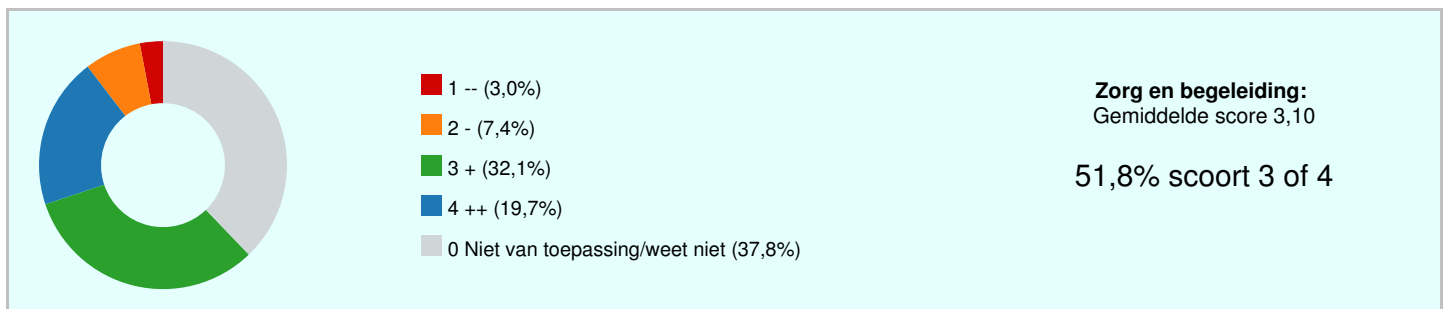 1 -- (3,0%)
2 - (7,4%)
3 + (32,1%)
4 ++ (19,7%)
0 Niet van toepassing/weet niet (37,8%)
Zorg en begeleiding:
Gemiddelde score 3,10
51,8% scoort 3 of 4